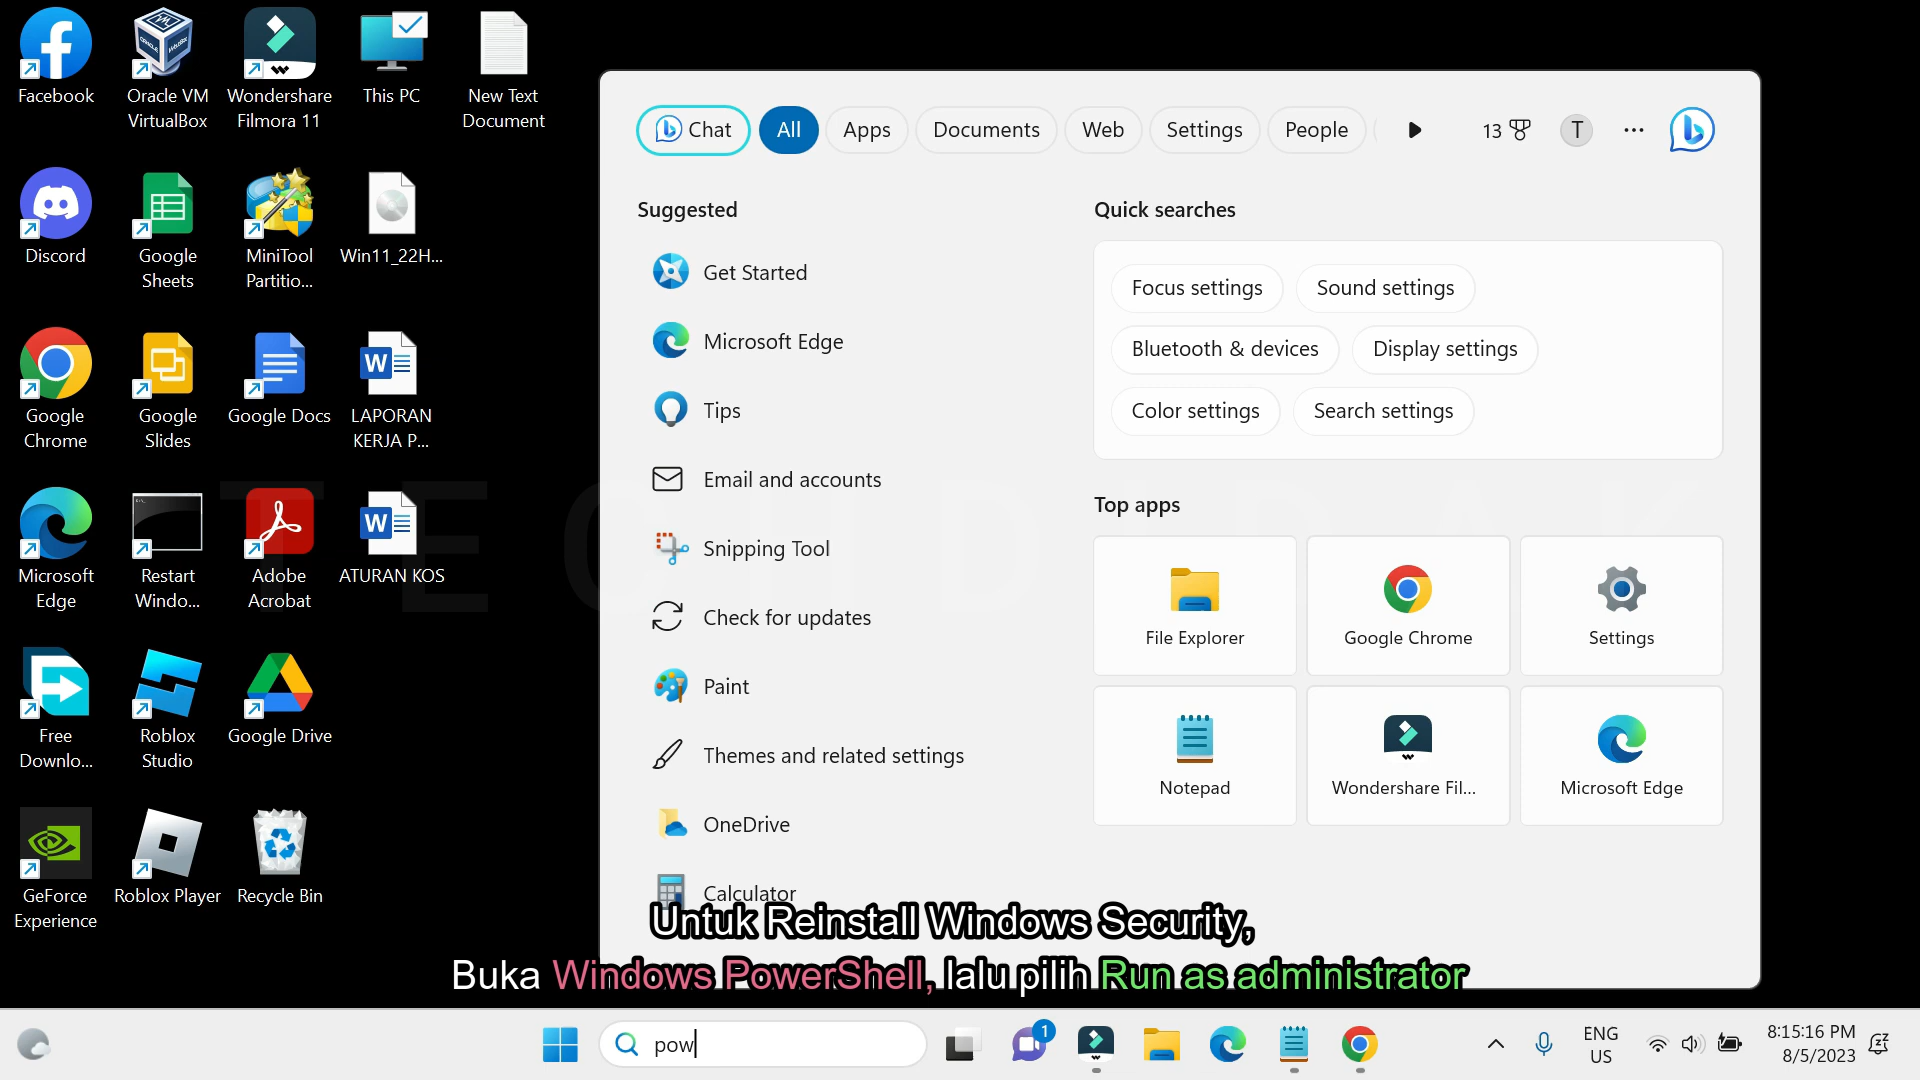 Facebook
Oracle VM
VirtualBox
Wondershare
Filmora 11
This PC
New Text
Document
Discord
Google
Sheets
MiniTool
Partitio...
Win11_22H...
Google
Chrome
Google
Slides
Google Docs
LAPORAN
KERJA P...
Microsoft
Edge
Restart
Windo...
Adobe
Acrobat
ATURAN KOS
Free
Downlo...
Roblox
Studio
Google Drive
GeForce
Experience
Roblox Player
Recycle Bin
Chat
All
Apps
Documents
Web
Settings
People
13
T
Suggested
Get Started
Microsoft Edge
Tips
Email and accounts
Snipping Tool
Check for updates
Paint
Themes and related settings
OneDrive
Calculator
Quick searches
Focus settings
Sound settings
Bluetooth & devices
Display settings
Color settings
Search settings
Top apps
File Explorer
Google Chrome
Settings
Notepad
Wondershare Fil...
Microsoft Edge
Untuk Reinstall Windows Security,
Buka Windows PowerShell, lalu pilih Run as administrator
pow
1
ENG
US
8:15:16 PM
8/5/2023